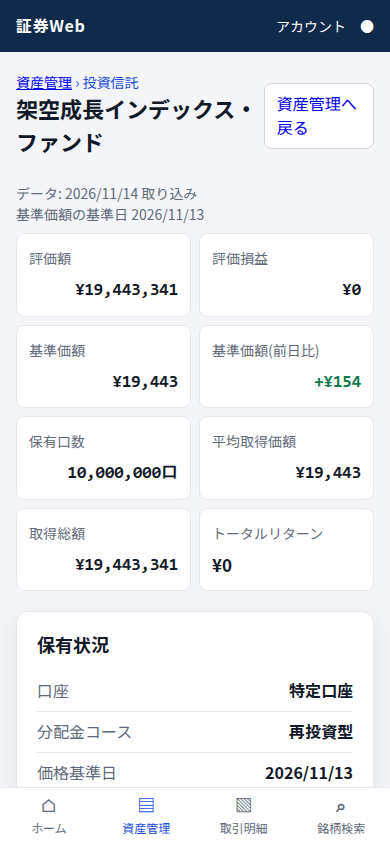 証券Web
アカウント
資産管理 › 投資信託
架空成長インデックス・
ファンド
資産管理へ
戻る
データ: 2026/11/14 取り込み
基準価額の基準日 2026/11/13
評価額
¥19,443,341
評価損益
¥0
基準価額
¥19,443
基準価額(前日比)
+¥154
保有口数
10,000,000口
平均取得価額
¥19,443
取得総額
¥19,443,341
トータルリターン
¥0
保有状況
口座
特定口座
分配金コース
再投資型
価格基準日
2026/11/13
ホーム
資産管理
取引明細
銘柄検索